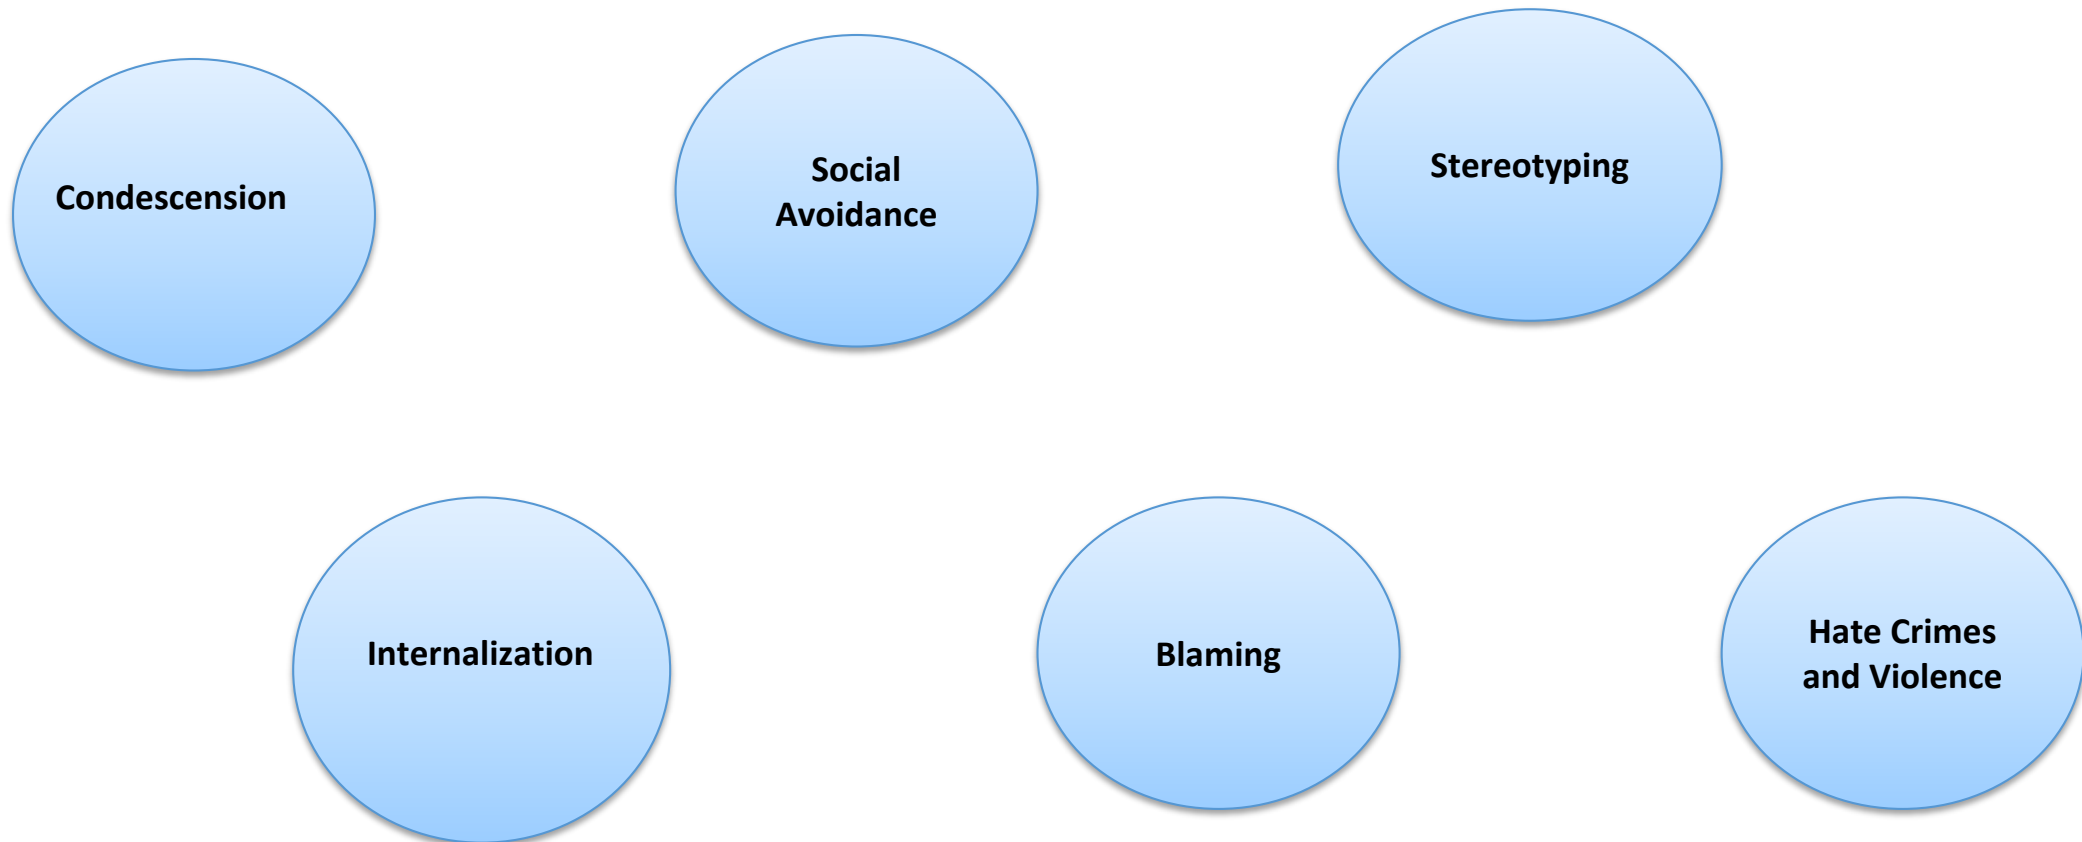 Condescension
Social
Avoidance
Stereotyping
Internalization
Blaming
Hate Crimes
and Violence